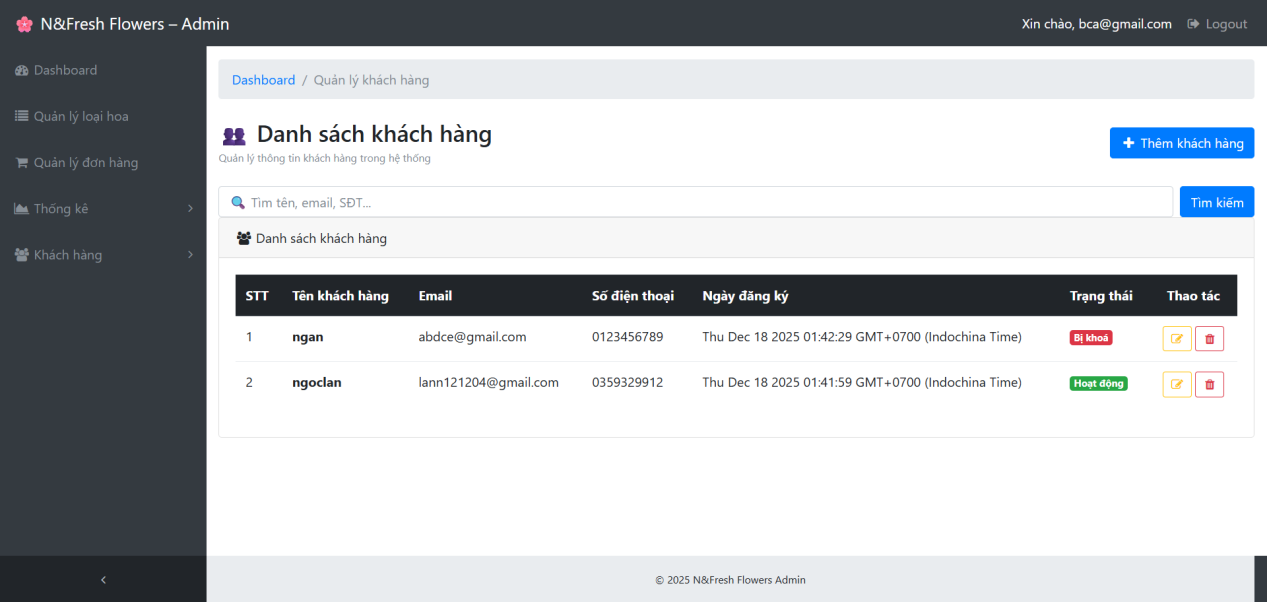 N&Fresh Flowers – Admin
Xin chào, bca@gmail.com Logout
Dashboard
Quản lý loại hoa
Quản lý đơn hàng
Thống kê
Khách hàng
Dashboard / Quản lý khách hàng
Danh sách khách hàng
Quản lý thông tin khách hàng trong hệ thống
Thêm khách hàng
Tìm tên, email, SĐT...
Tìm kiếm
Danh sách khách hàng
STT Tên khách hàng Email Số điện thoại Ngày đăng ký Trạng thái Thao tác
1 ngan abdce@gmail.com 0123456789 Thu Dec 18 2025 01:42:29 GMT+0700 (Indochina Time) Bị khoá
2 ngoclan lann121204@gmail.com 0359329912 Thu Dec 18 2025 01:41:59 GMT+0700 (Indochina Time) Hoạt động
© 2025 N&Fresh Flowers Admin